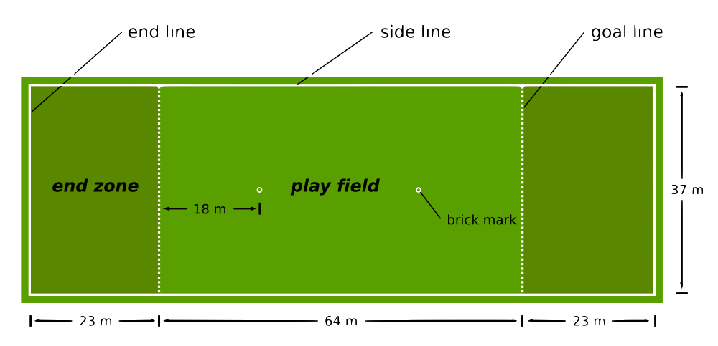 end line
side line
goal line
end zone
play field
18 m
brick mark
37 m
23 m
64 m
23 m